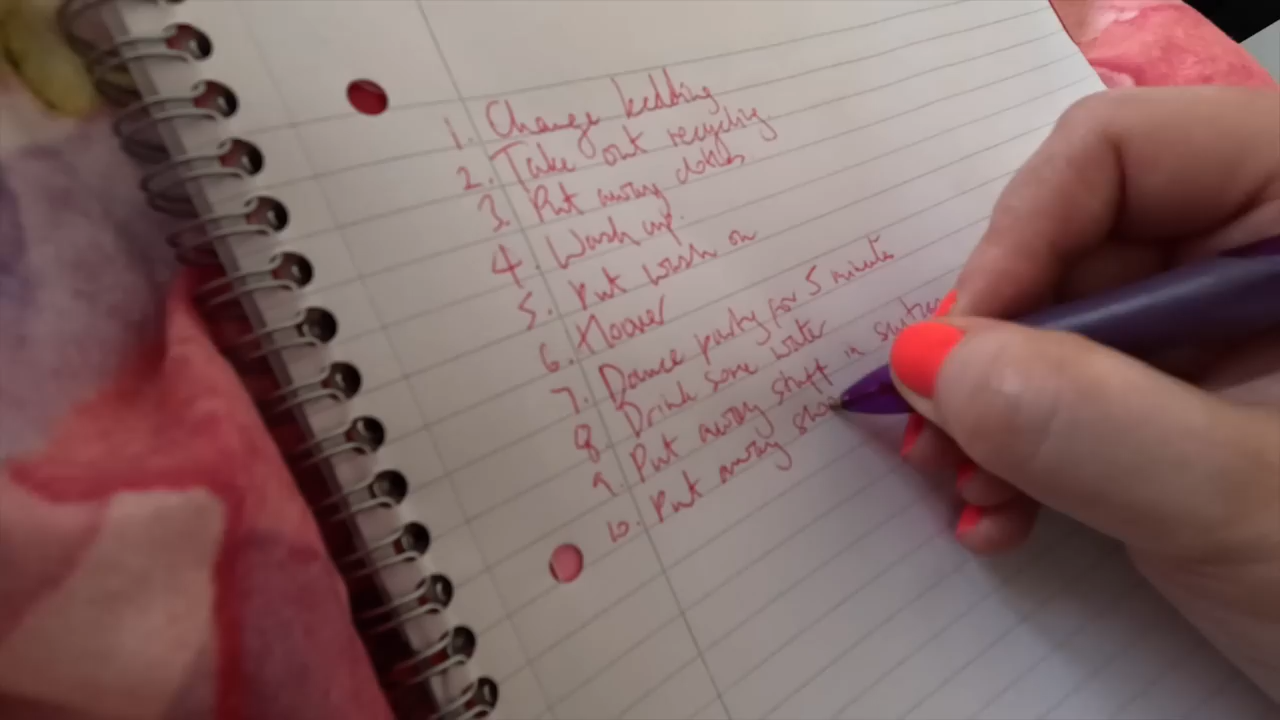 1. Change bedding
2. Take out recycling.
3. Put away clothes
4. Wash up.
5. Put wash on
6. Hoover
7. Dance party for 5 minutes
8 Drink some water
9. Put away stuff in
10. Put away sho